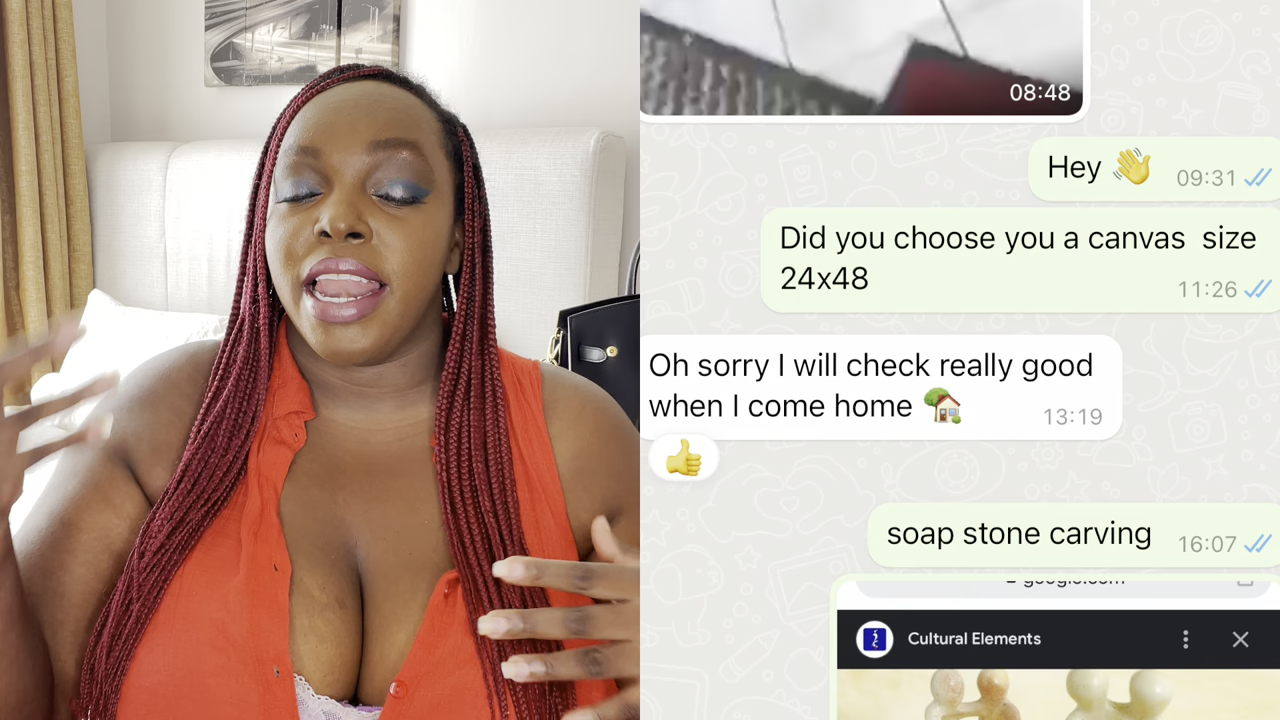 08:48
Hey 👋 09:31
Did you choose you a canvas size
24x48 11:26
Oh sorry I will check really good
when I come home 🏡 13:19
👍
soap stone carving 16:07
google.com
Cultural Elements